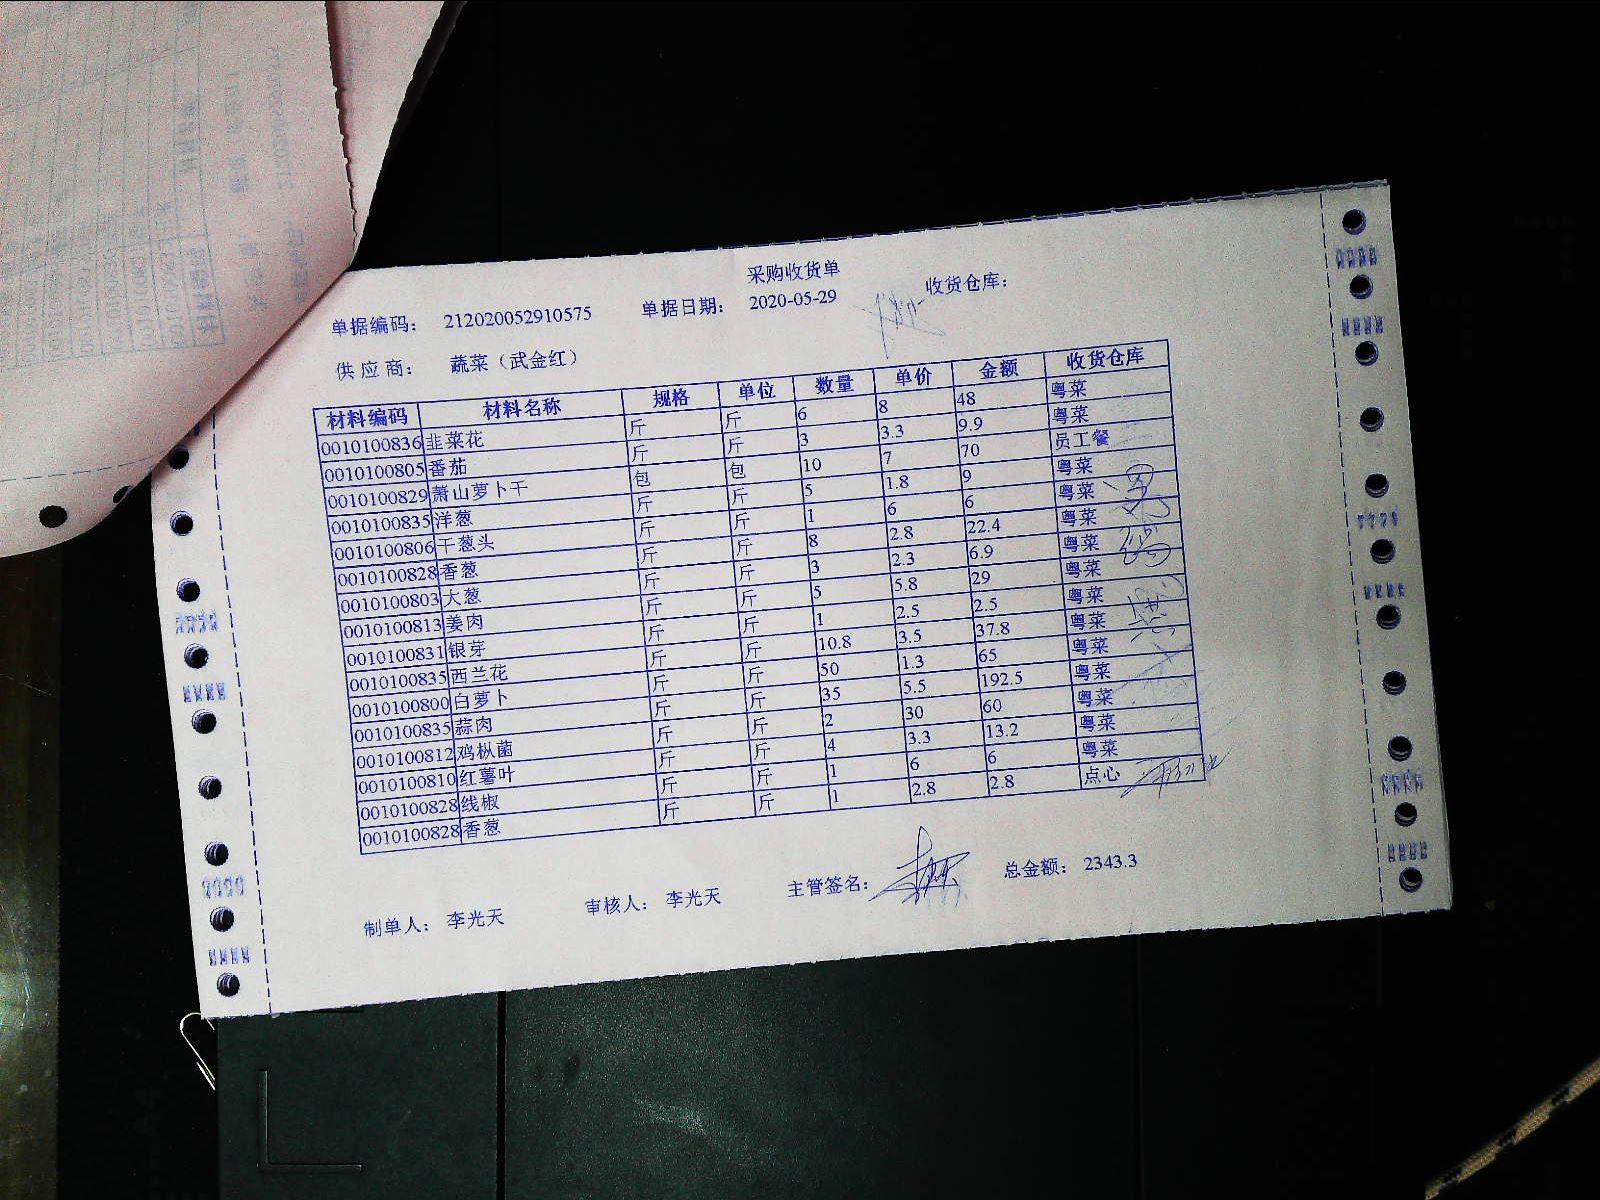 采购收货单
单据编码： 212020052910575 单据日期： 2020-05-29 收货仓库：
供应商： 蔬菜（武金红）
材料编码 材料名称 规格 单位 数量 单价 金额 收货仓库
0010100836 韭菜花 斤 斤 6 8 48 粤菜
0010100805 番茄 斤 斤 3 3.3 9.9 粤菜
0010100829 萧山萝卜干 包 包 10 7 70 员工餐
0010100835 洋葱 斤 斤 5 1.8 9 粤菜
0010100806 干葱头 斤 斤 1 6 6 粤菜
0010100828 香葱 斤 斤 8 2.8 22.4 粤菜
0010100803 大葱 斤 斤 3 2.3 6.9 粤菜
0010100813 姜肉 斤 斤 5 5.8 29 粤菜
0010100831 银芽 斤 斤 1 2.5 2.5 粤菜
0010100835 西兰花 斤 斤 10.8 3.5 37.8 粤菜
0010100800 白萝卜 斤 斤 50 1.3 65 粤菜
0010100835 蒜肉 斤 斤 35 5.5 192.5 粤菜
0010100812 鸡枞菌 斤 斤 2 30 60 粤菜
0010100810 红薯叶 斤 斤 4 3.3 13.2 粤菜
0010100828 线椒 斤 斤 1 6 6 粤菜
0010100828 香葱 斤 斤 1 2.8 2.8 点心
制单人： 李光天 审核人： 李光天 主管签名： 总金额： 2343.3